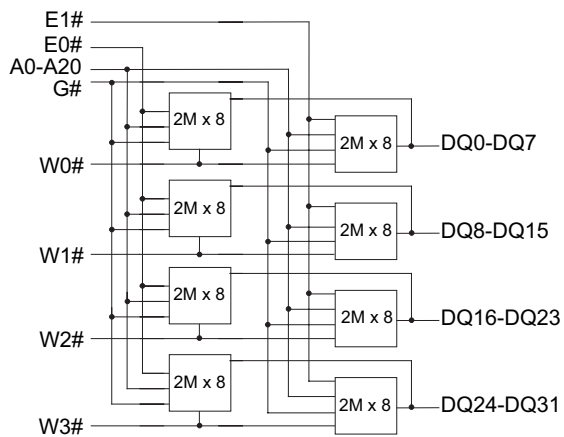 E1#
E0#
A0-A20
G#
2M x 8
2M x 8
DQ0-DQ7
W0#
2M x 8
2M x 8
DQ8-DQ15
W1#
2M x 8
2M x 8
DQ16-DQ23
W2#
2M x 8
2M x 8
DQ24-DQ31
W3#